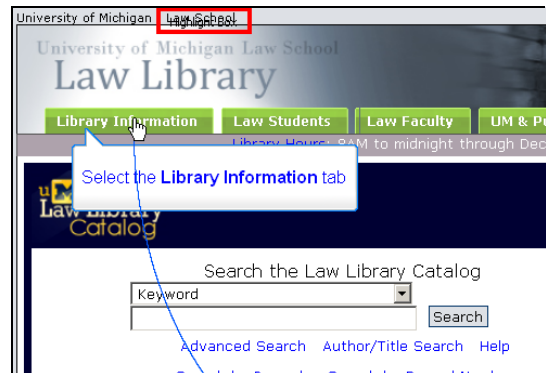 University of Michigan Law School
Highlight Box
University of Michigan Law School
Law Library
Library Information Law Students Law Faculty UM & P
Library Hours: 8AM to midnight through Dec
Select the Library Information tab
Law Library
Catalog
Search the Law Library Catalog
Keyword
Search
Advanced Search Author/Title Search Help